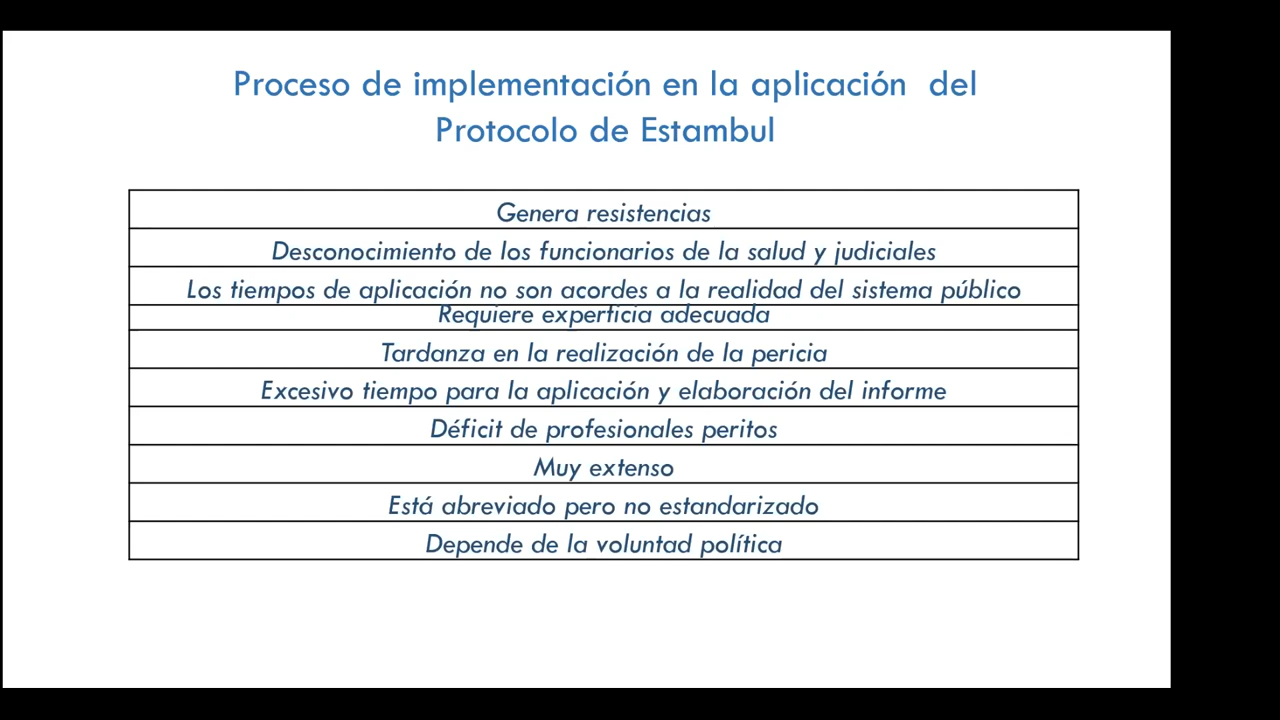 Proceso de implementación en la aplicación del
Protocolo de Estambul
Genera resistencias
Desconocimiento de los funcionarios de la salud y judiciales
Los tiempos de aplicación no son acordes a la realidad del sistema público
Requiere experticia adecuada
Tardanza en la realización de la pericia
Excesivo tiempo para la aplicación y elaboración del informe
Déficit de profesionales peritos
Muy extenso
Está abreviado pero no estandarizado
Depende de la voluntad política